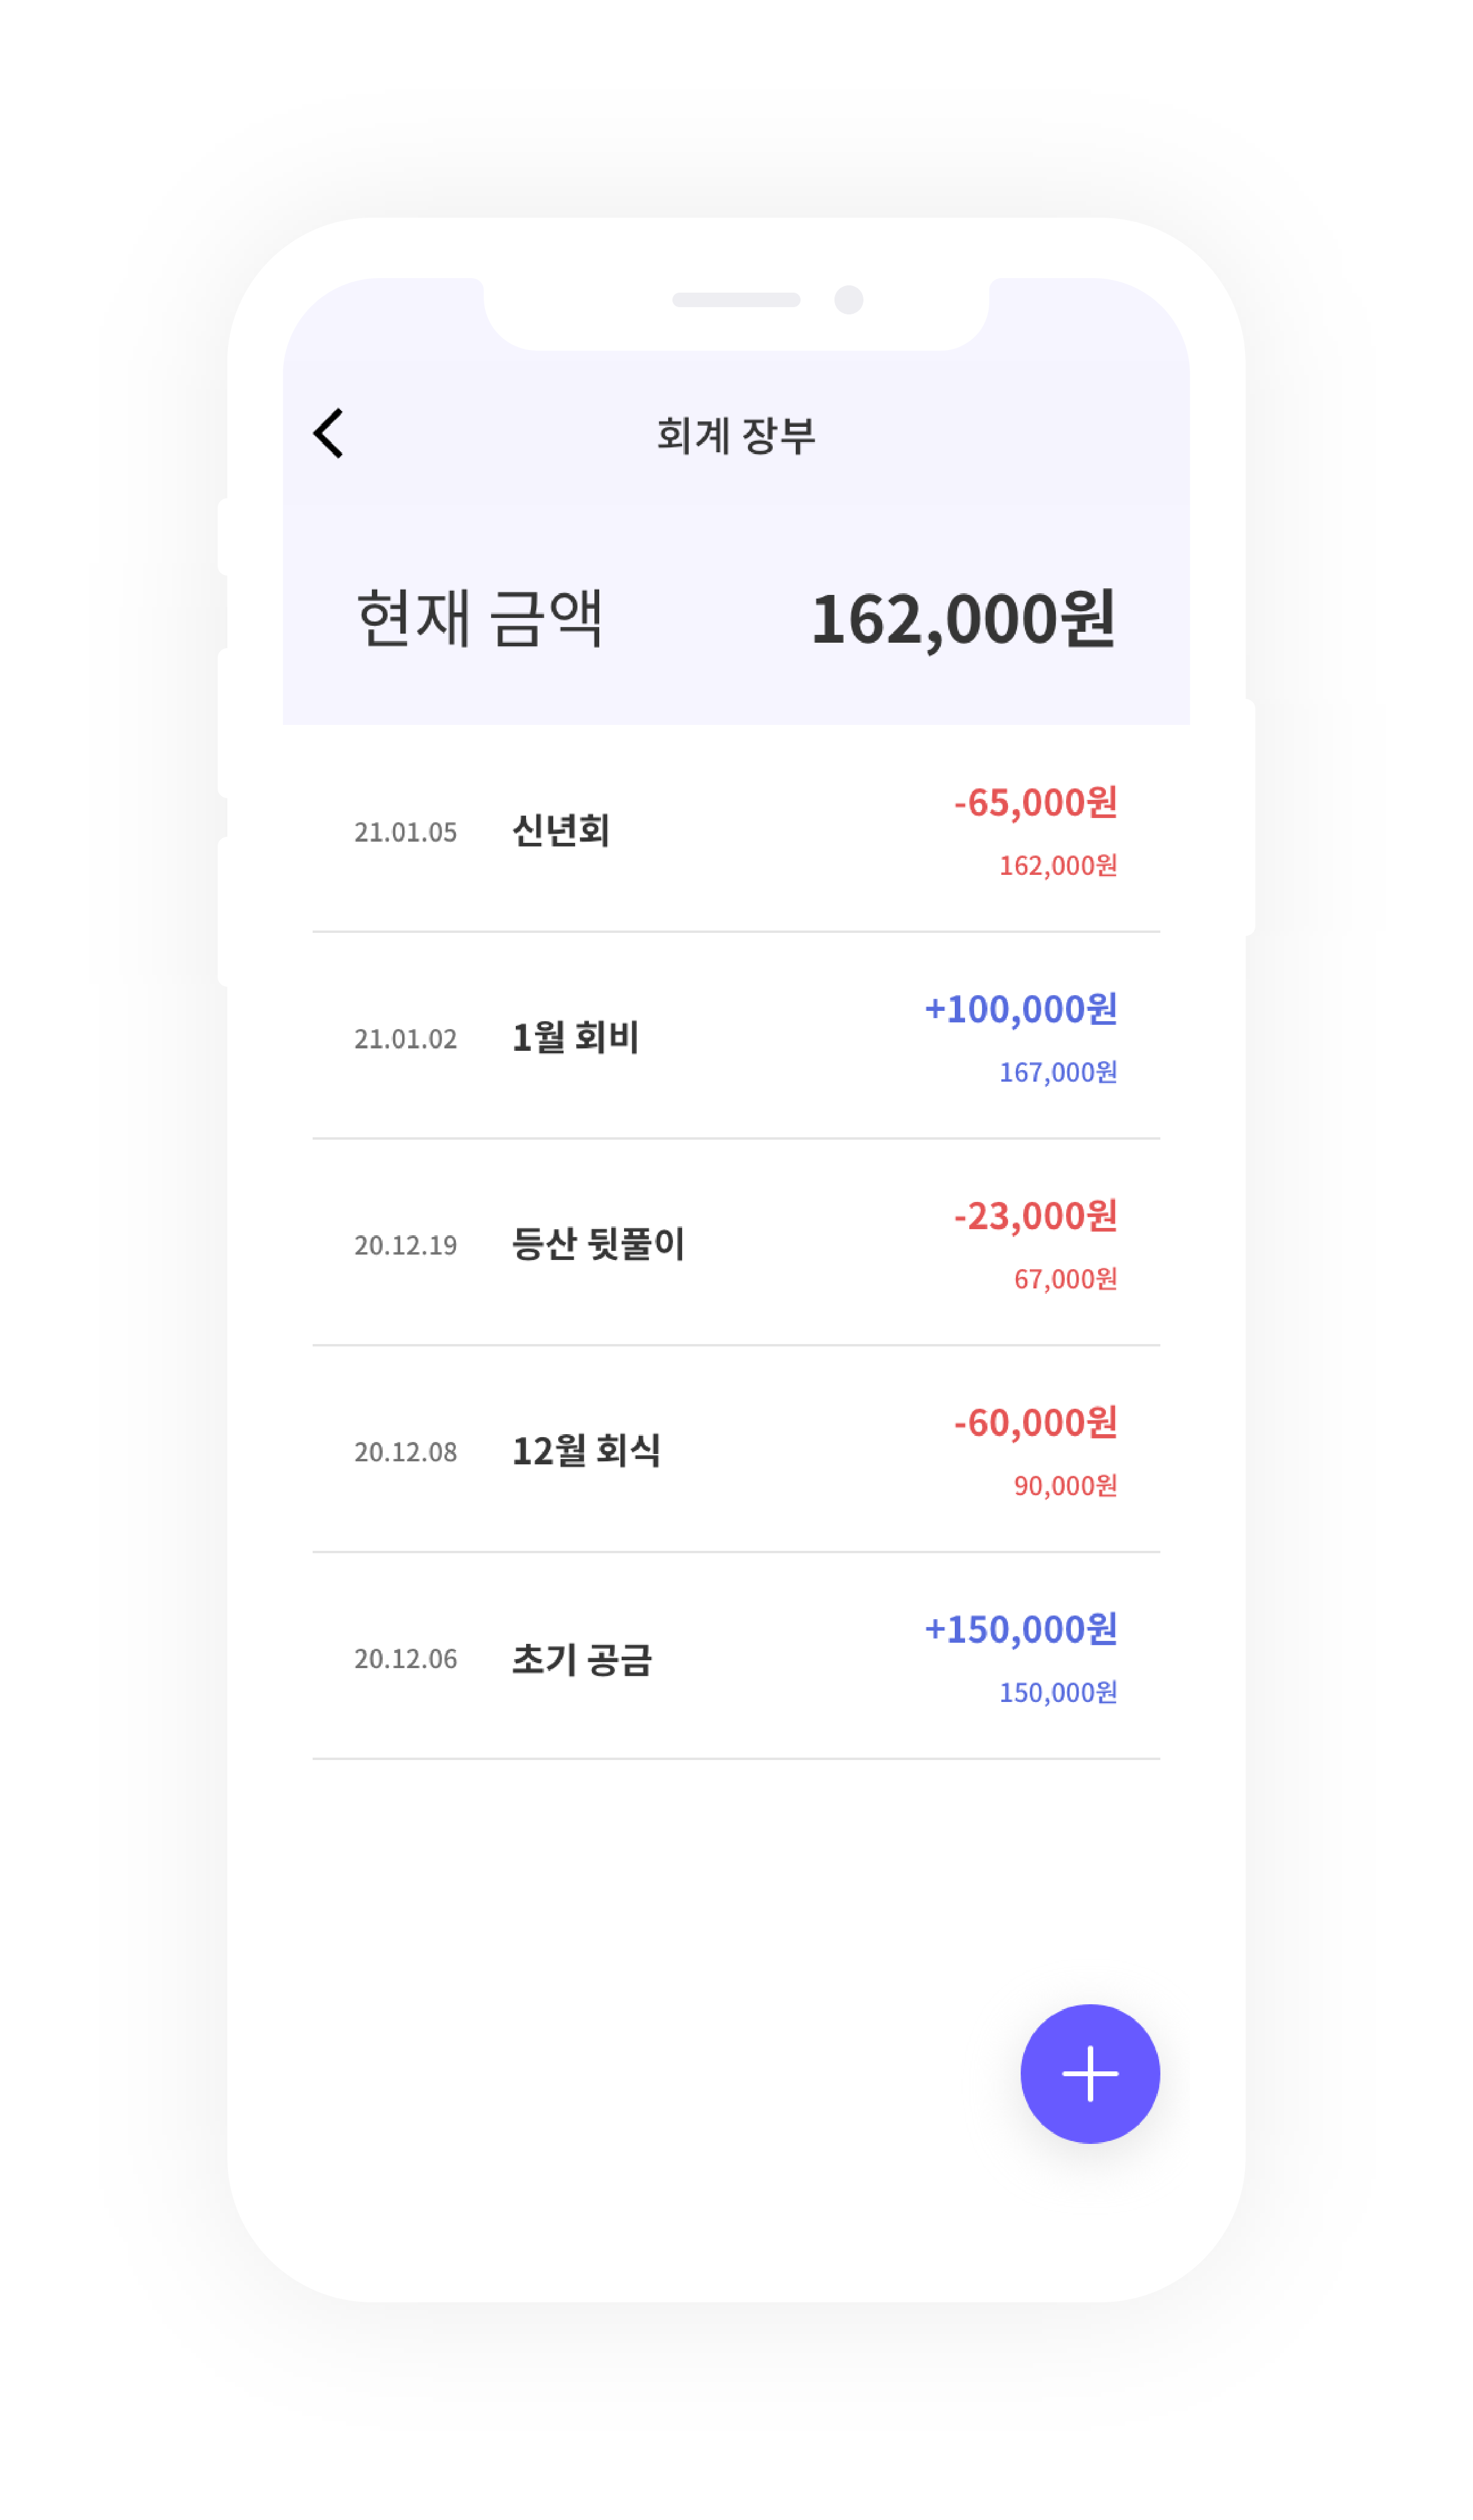 회계 장부
현재 금액 162,000원
21.01.05 신년회 -65,000원
162,000원
21.01.02 1월 회비 +100,000원
167,000원
20.12.19 등산 뒷풀이 -23,000원
67,000원
20.12.08 12월 회식 -60,000원
90,000원
20.12.06 초기 공금 +150,000원
150,000원